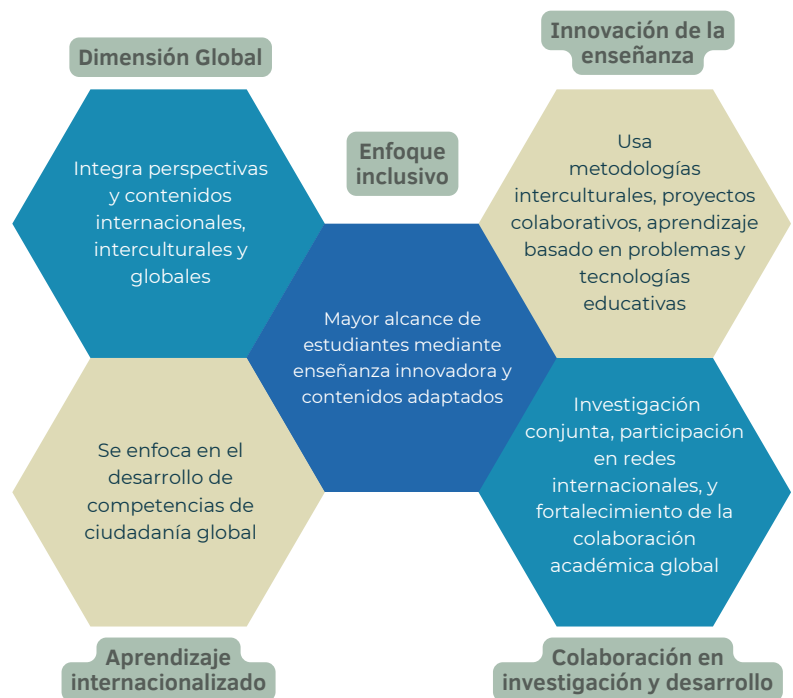 Dimensión Global
Integra perspectivas
y contenidos
internacionales,
interculturales y
globales
Enfoque
inclusivo
Mayor alcance de
estudiantes mediante
enseñanza innovadora y
contenidos adaptados
Innovación de la
enseñanza
Usa
metodologías
interculturales, proyectos
colaborativos, aprendizaje
basado en problemas y
tecnologías
educativas
Se enfoca en el
desarrollo de
competencias de
ciudadanía global
Aprendizaje
internacionalizado
Investigación
conjunta, participación
en redes
internacionales, y
fortalecimiento de la
colaboración
académica global
Colaboración en
investigación y desarrollo